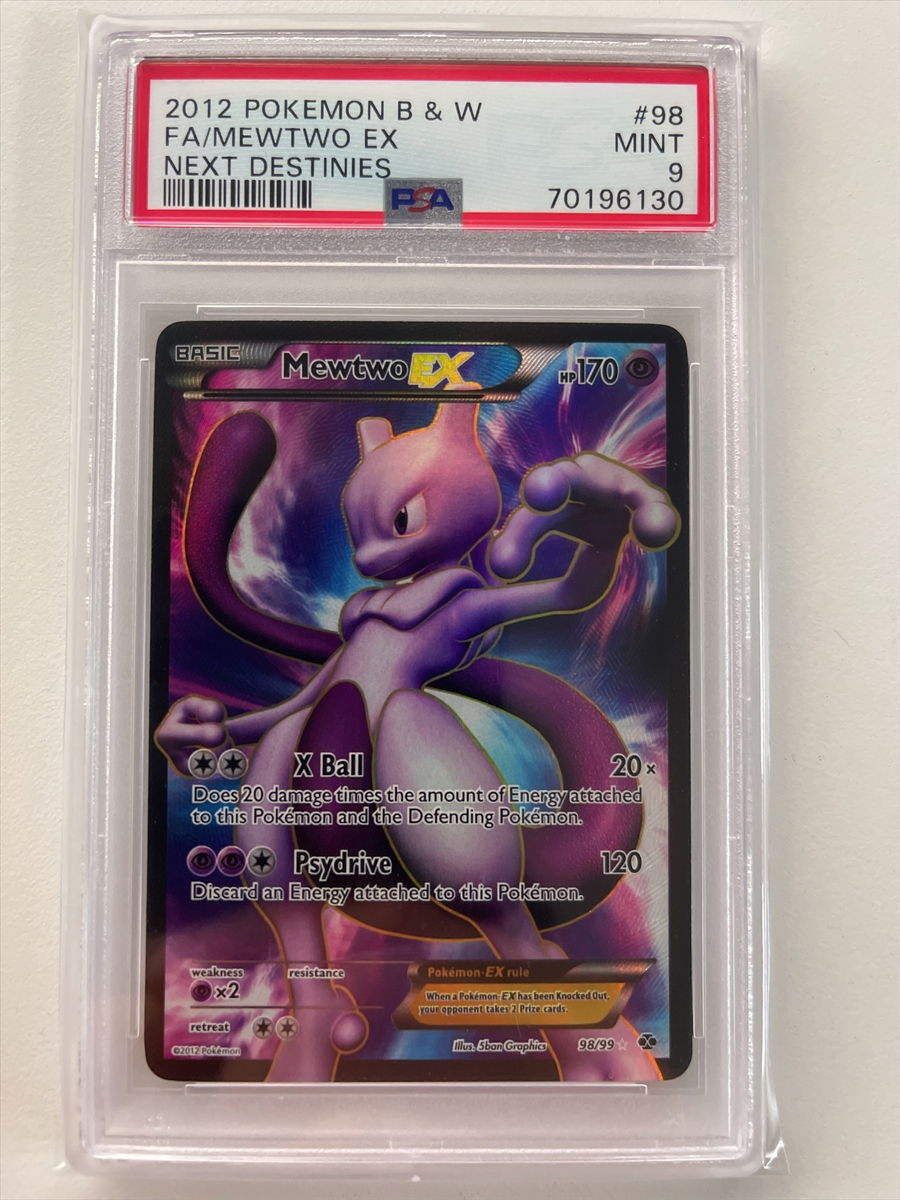 2012 POKEMON B & W #98
FA/MEWTWO EX MINT
NEXT DESTINIES 9
PSA 70196130
BASIC Mewtwo EX HP170
X Ball 20×
Does 20 damage times the amount of Energy attached
to this Pokémon and the Defending Pokémon.
Psydrive 120
Discard an Energy attached to this Pokémon.
weakness resistance
×2
Pokémon-EX rule
When a Pokémon-EX has been Knocked Out,
your opponent takes 2 Prize cards.
retreat
©2012 Pokémon
Illus. 5ban Graphics 98/99